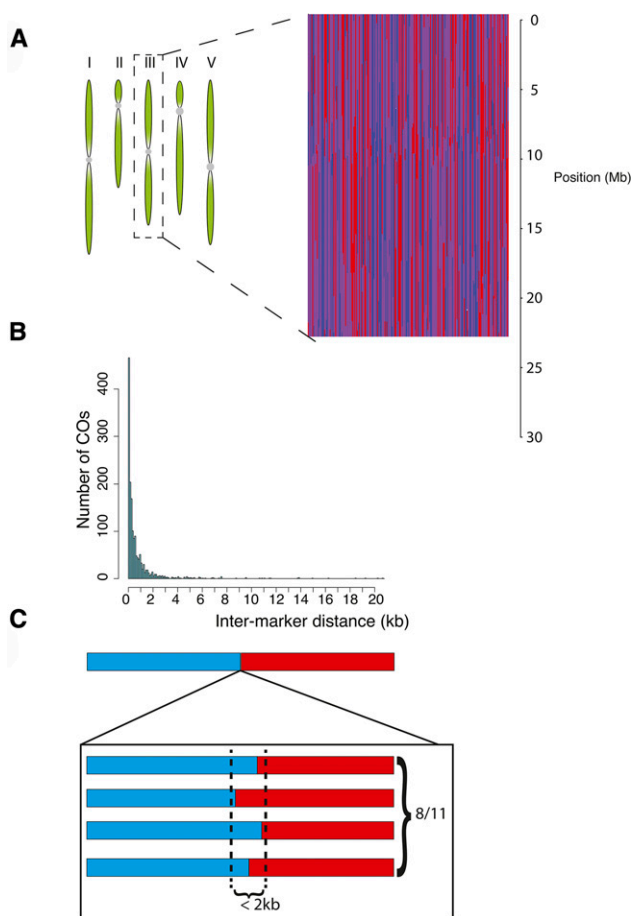 A
I II III IV V
0
5
10
15
20
25
30
Position (Mb)
B
Number of COs
400
300
200
100
0
0 2 4 6 8 10 12 14 16 18 20
Inter-marker distance (kb)
C
8/11
< 2kb